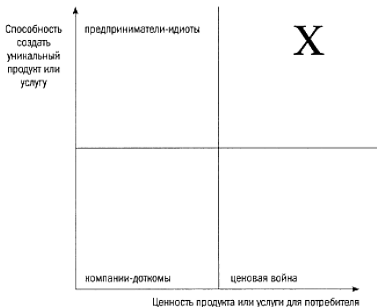 Способность
создать
уникальный
продукт или
услугу
предприниматели-идиоты
X
компании-доткомы
ценовая война
Ценность продукта или услуги для потребителя